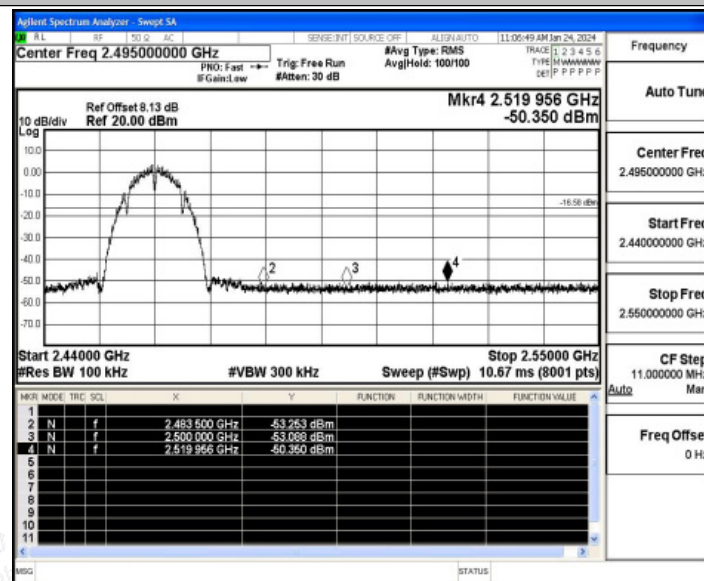 Agilent Spectrum Analyzer - Swept SA
RL RF 50 Ω AC SENSE:INT SOURCE OFF ALIGN AUTO 11:06:49 AM Jan 24, 2024
Center Freq 2.495000000 GHz
PNO: Fast
IFGain:Low
Trig: Free Run
#Atten: 30 dB
#Avg Type: RMS
Avg|Hold: 100/100
TRACE 1 2 3 4 5 6
TYPE M W W W W W
DET P P P P P P
Mkr4 2.519 956 GHz
-50.350 dBm
Ref Offset 8.13 dB
10 dB/div Ref 20.00 dBm
Log
10.0
0.00
-10.0
-16.58 dBm
-20.0
-30.0
-40.0
-50.0
-60.0
-70.0
2
3
4
Start 2.44000 GHz Stop 2.55000 GHz
#Res BW 100 kHz #VBW 300 kHz Sweep (#Swp) 10.67 ms (8001 pts)
MKR MODE TRC SCL X Y FUNCTION FUNCTION WIDTH FUNCTION VALUE
1
2 N f 2.483 500 GHz -53.253 dBm
3 N f 2.500 000 GHz -53.088 dBm
4 N f 2.519 956 GHz -50.350 dBm
5
6
7
8
9
10
11
MSG STATUS
Frequency
Auto Tune
Center Freq
2.495000000 GHz
Start Freq
2.440000000 GHz
Stop Freq
2.550000000 GHz
CF Step
11.000000 MHz
Auto Man
Freq Offset
0 Hz